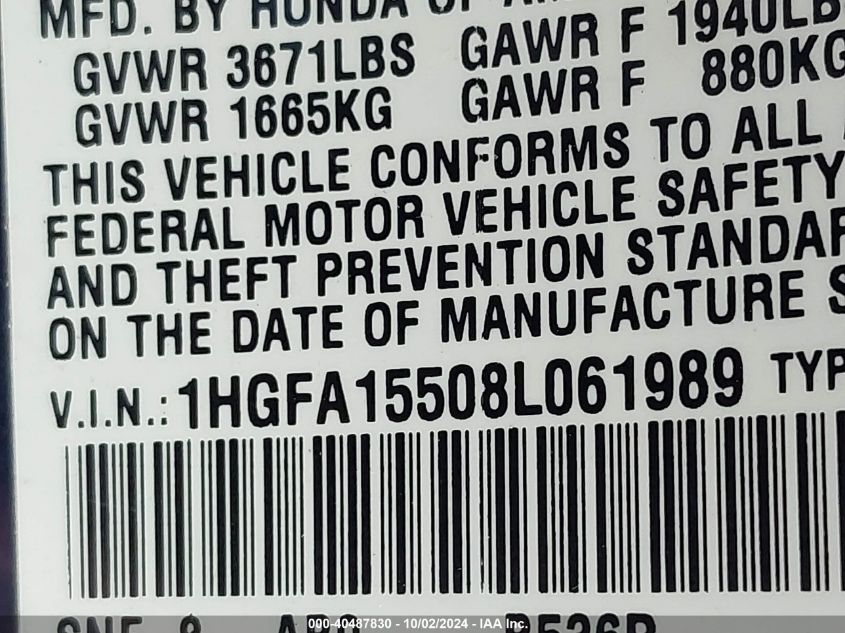 MFD. BY HONDA OF
GVWR 3671LBS GAWR F 1940LB
GVWR 1665KG GAWR F 880KG
THIS VEHICLE CONFORMS TO ALL
FEDERAL MOTOR VEHICLE SAFETY
AND THEFT PREVENTION STANDAR
ON THE DATE OF MANUFACTURE S
V.I.N.: 1HGFA15508L061989 TYP
000-40487830 - 10/02/2024 - IAA Inc.